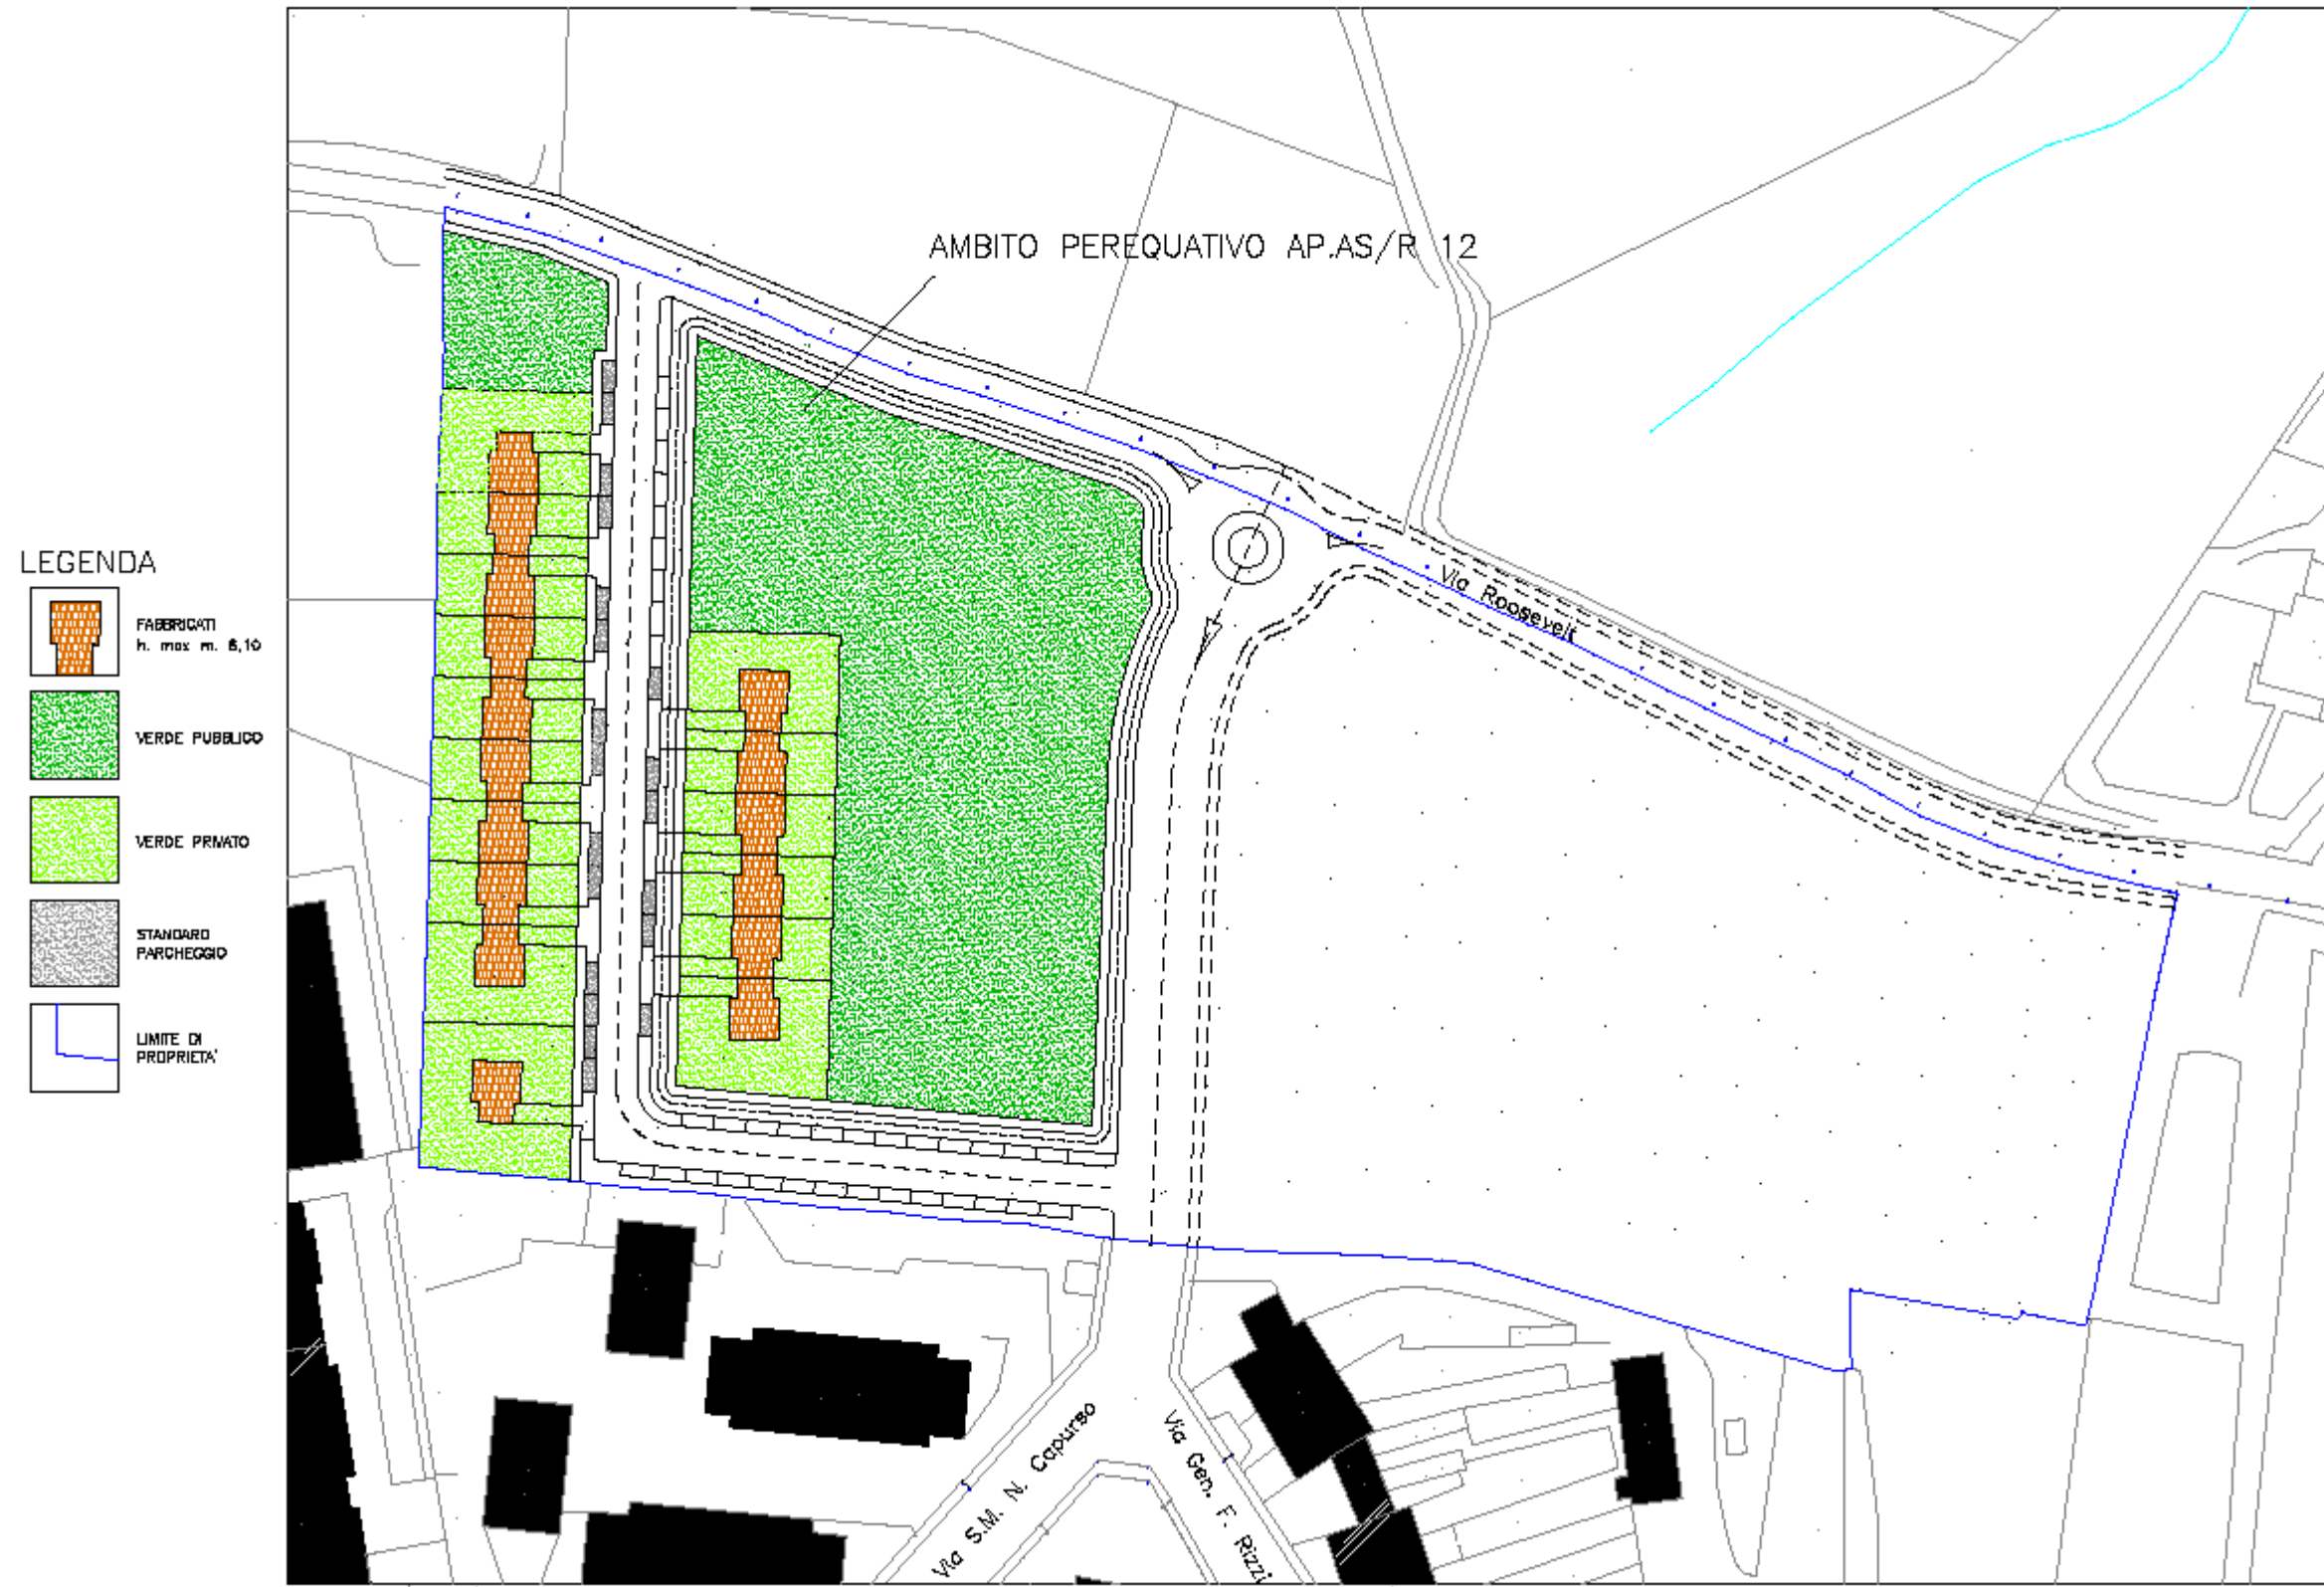 AMBITO PEREQUATIVO AP.AS/R 12
Via Roosevelt
LEGENDA
FABBRICATI
h. max m. 6,10
VERDE PUBBLICO
VERDE PRIVATO
STANDARD
PARCHEGGIO
LIMITE DI
PROPRIETA'
Via S.M. N. Capurso
Via Gen. F. Rizzi